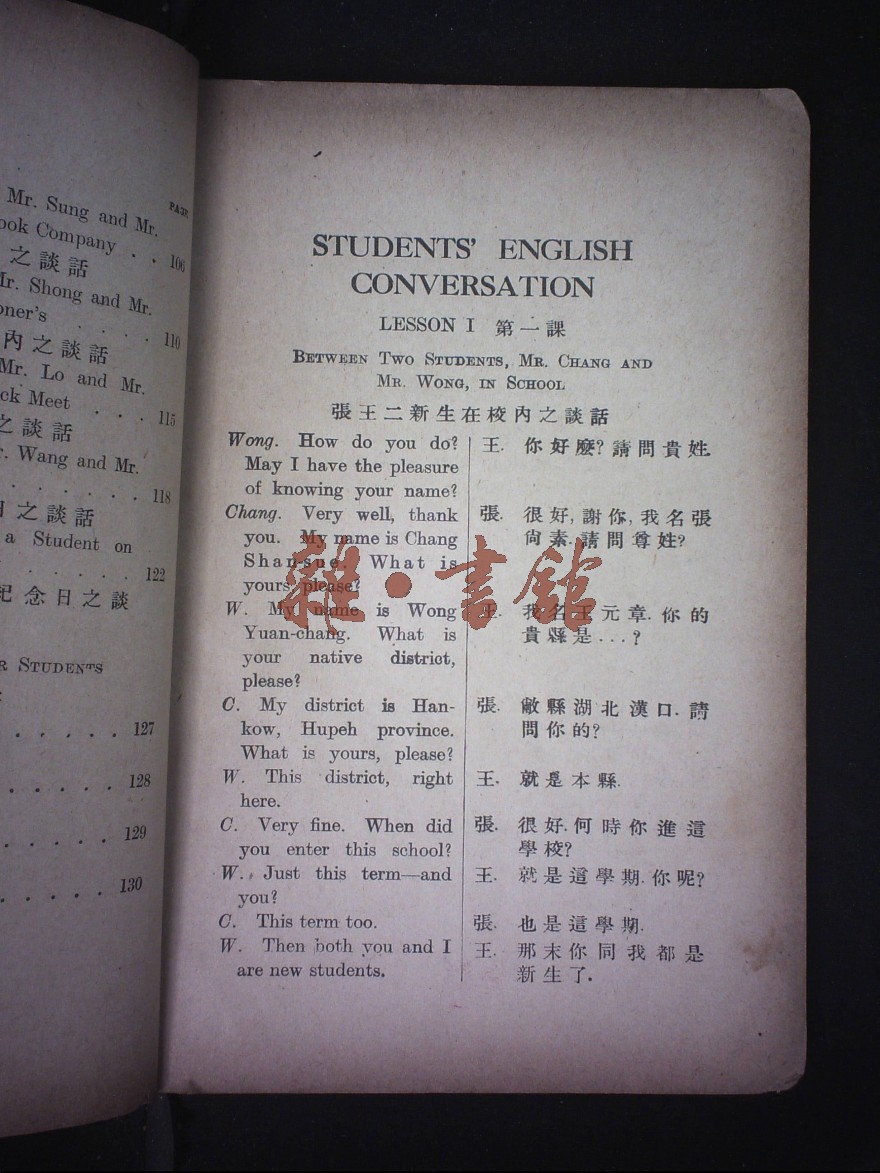 PAGE
Mr. Sung and Mr.
ook Company . . 106
之談話
Mr. Shong and Mr.
oner's . . . . 110
內之談話
Mr. Lo and Mr.
ck Meet . . . 115
之談話
r. Wang and Mr.
. . . . . . 118
日之談話
a Student on
. . . . . . 122
紀念日之談
R STUDENTS
. . . . . . 127
. . . . . . 128
. . . . . . 129
. . . . . . 130
STUDENTS' ENGLISH
CONVERSATION
LESSON I 第一課
BETWEEN TWO STUDENTS, MR. CHANG AND
MR. WONG, IN SCHOOL
張王二新生在校內之談話
Wong. How do you do?
May I have the pleasure
of knowing your name?
Chang. Very well, thank
you. My name is Chang
Shan-sue. What is
yours, please?
W. My name is Wong
Yuan-chang. What is
your native district,
please?
C. My district is Han-
kow, Hupeh province.
What is yours, please?
W. This district, right
here.
C. Very fine. When did
you enter this school?
W. Just this term—and
you?
C. This term too.
W. Then both you and I
are new students.
王. 你好麼?請問貴姓.
張. 很好,謝你,我名張
尙素.請問尊姓?
王. 我名王元章.你的
貴縣是...?
張. 敝縣湖北漢口.請
問你的?
王. 就是本縣.
張. 很好.何時你進這
學校?
王. 就是這學期.你呢?
張. 也是這學期.
王. 那末你同我都是
新生了.
雜·書館